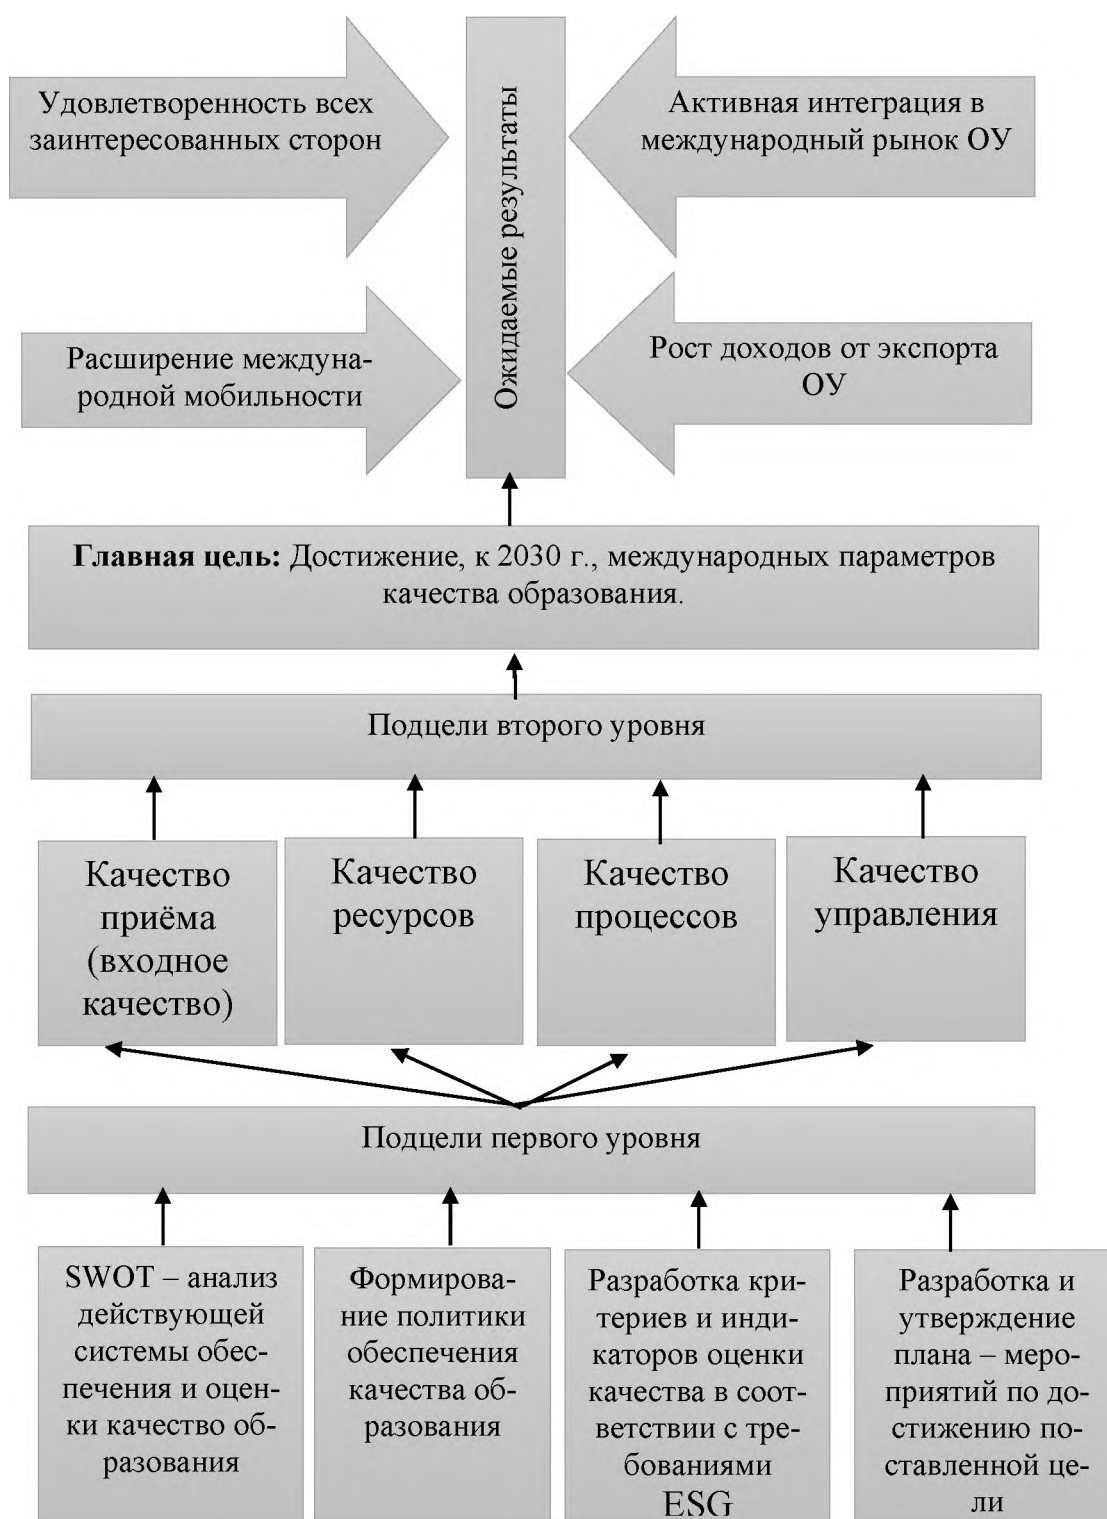 Удовлетворенность всех
заинтересованных сторон
Ожидаемые результаты
Активная интеграция в
международный рынок ОУ
Расширение междуна-
родной мобильности
Рост доходов от экспорта
ОУ
Главная цель: Достижение, к 2030 г., международных параметров
качества образования.
Подцели второго уровня
Качество
приёма
(входное
качество)
Качество
ресурсов
Качество
процессов
Качество
управления
Подцели первого уровня
SWOT – анализ
действующей
системы обес-
печения и оцен-
ки качество об-
разования
Формирова-
ние политики
обеспечения
качества об-
разования
Разработка кри-
териев и инди-
каторов оценки
качества в соот-
ветствии с тре-
бованиями
ESG
Разработка и
утверждение
плана – меро-
приятий по до-
стижению по-
ставленной це-
ли